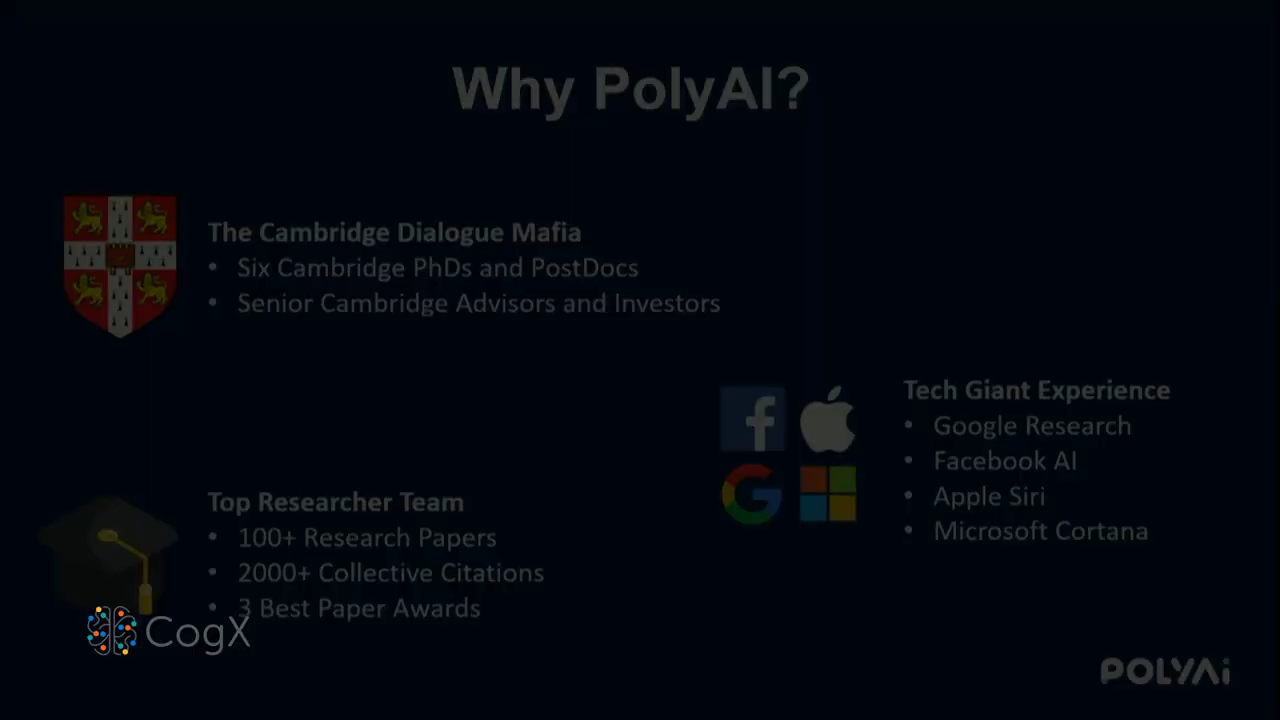 Why PolyAI?
The Cambridge Dialogue Mafia
• Six Cambridge PhDs and PostDocs
• Senior Cambridge Advisors and Investors
Tech Giant Experience
• Google Research
• Facebook AI
• Apple Siri
• Microsoft Cortana
Top Researcher Team
• 100+ Research Papers
• 2000+ Collective Citations
• 3 Best Paper Awards
CogX
POLYAi